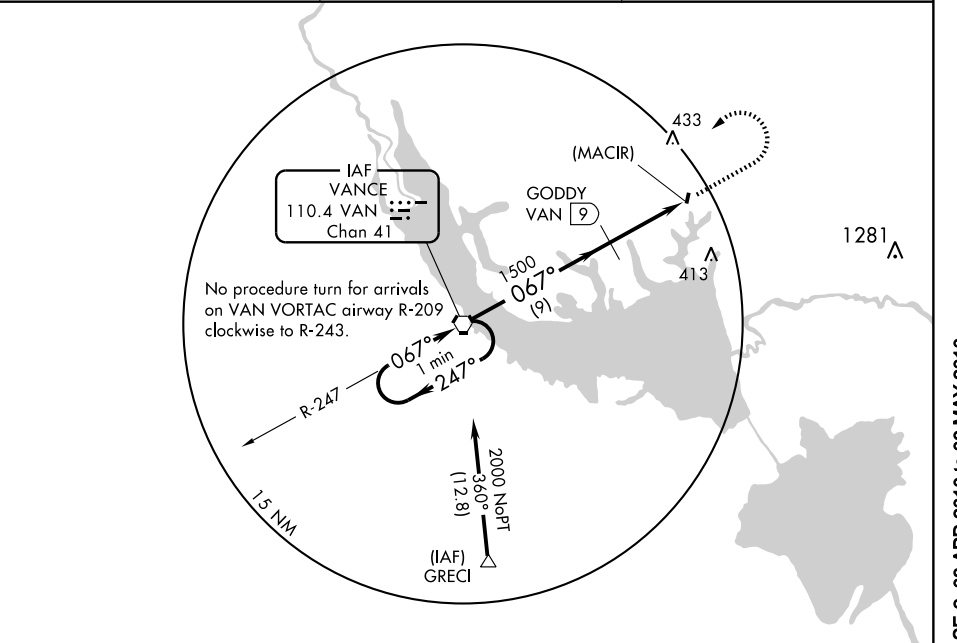 433
(MACIR)
IAF
VANCE
110.4 VAN
Chan 41
GODDY
VAN 9
1281
413
1500
067°
(9)
No procedure turn for arrivals
on VAN VORTAC airway R-209
clockwise to R-243.
067°
1 min
247°
R-247
15 NM
2000 NoPT
360°
(12.8)
(IAF)
GRECI